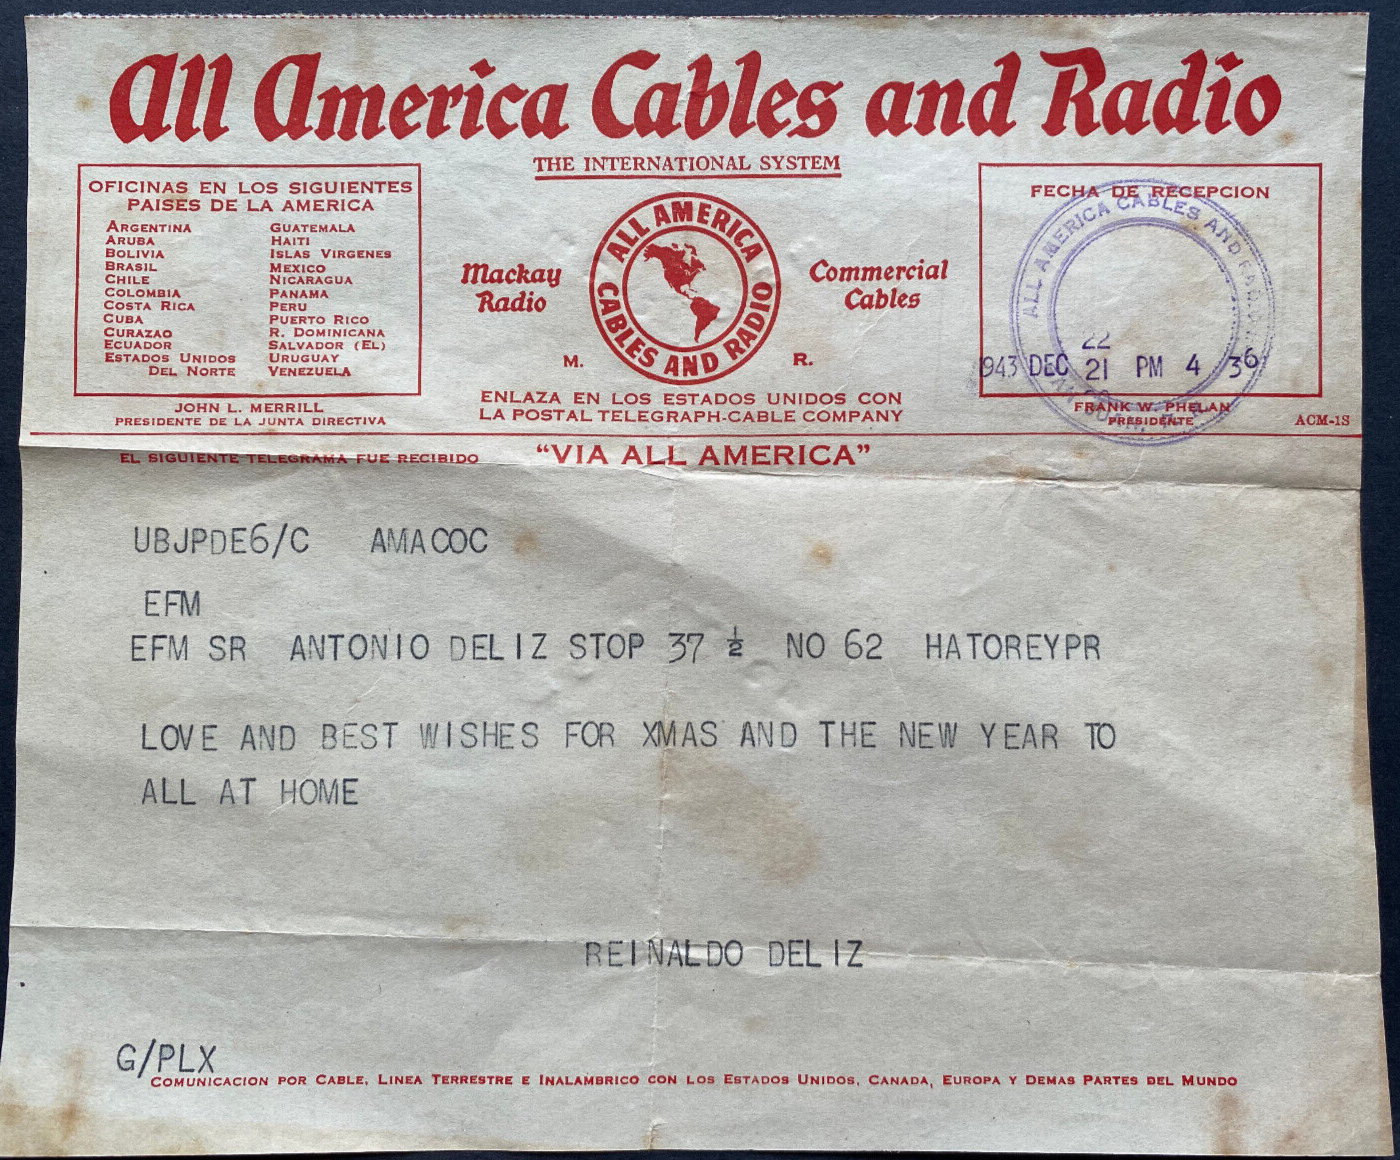 All America Cables and Radio
THE INTERNATIONAL SYSTEM
OFICINAS EN LOS SIGUIENTES
PAISES DE LA AMERICA
ARGENTINA
ARUBA
BOLIVIA
BRASIL
CHILE
COLOMBIA
COSTA RICA
CUBA
CURAZAO
ECUADOR
ESTADOS UNIDOS
DEL NORTE
GUATEMALA
HAITI
ISLAS VIRGENES
MEXICO
NICARAGUA
PANAMA
PERU
PUERTO RICO
R. DOMINICANA
SALVADOR (EL)
URUGUAY
VENEZUELA
JOHN L. MERRILL
PRESIDENTE DE LA JUNTA DIRECTIVA
Mackay
Radio
ALL AMERICA
CABLES AND RADIO
Commercial
Cables
M. R.
ENLAZA EN LOS ESTADOS UNIDOS CON
LA POSTAL TELEGRAPH-CABLE COMPANY
FECHA DE RECEPCION
ALL AMERICA CABLES AND
22
1943 DEC 21 PM 4 36
FRANK W. PHELAN
PRESIDENTE
ACM-1S
EL SIGUIENTE TELEGRAMA FUE RECIBIDO
"VIA ALL AMERICA"
UBJPDE6/C AMACOC
EFM
EFM SR ANTONIO DELIZ STOP 37 ½ NO 62 HATOREYPR
LOVE AND BEST WISHES FOR XMAS AND THE NEW YEAR TO
ALL AT HOME
REINALDO DELIZ
G/PLX
COMUNICACION POR CABLE, LINEA TERRESTRE E INALAMBRICO CON LOS ESTADOS UNIDOS, CANADA, EUROPA Y DEMAS PARTES DEL MUNDO